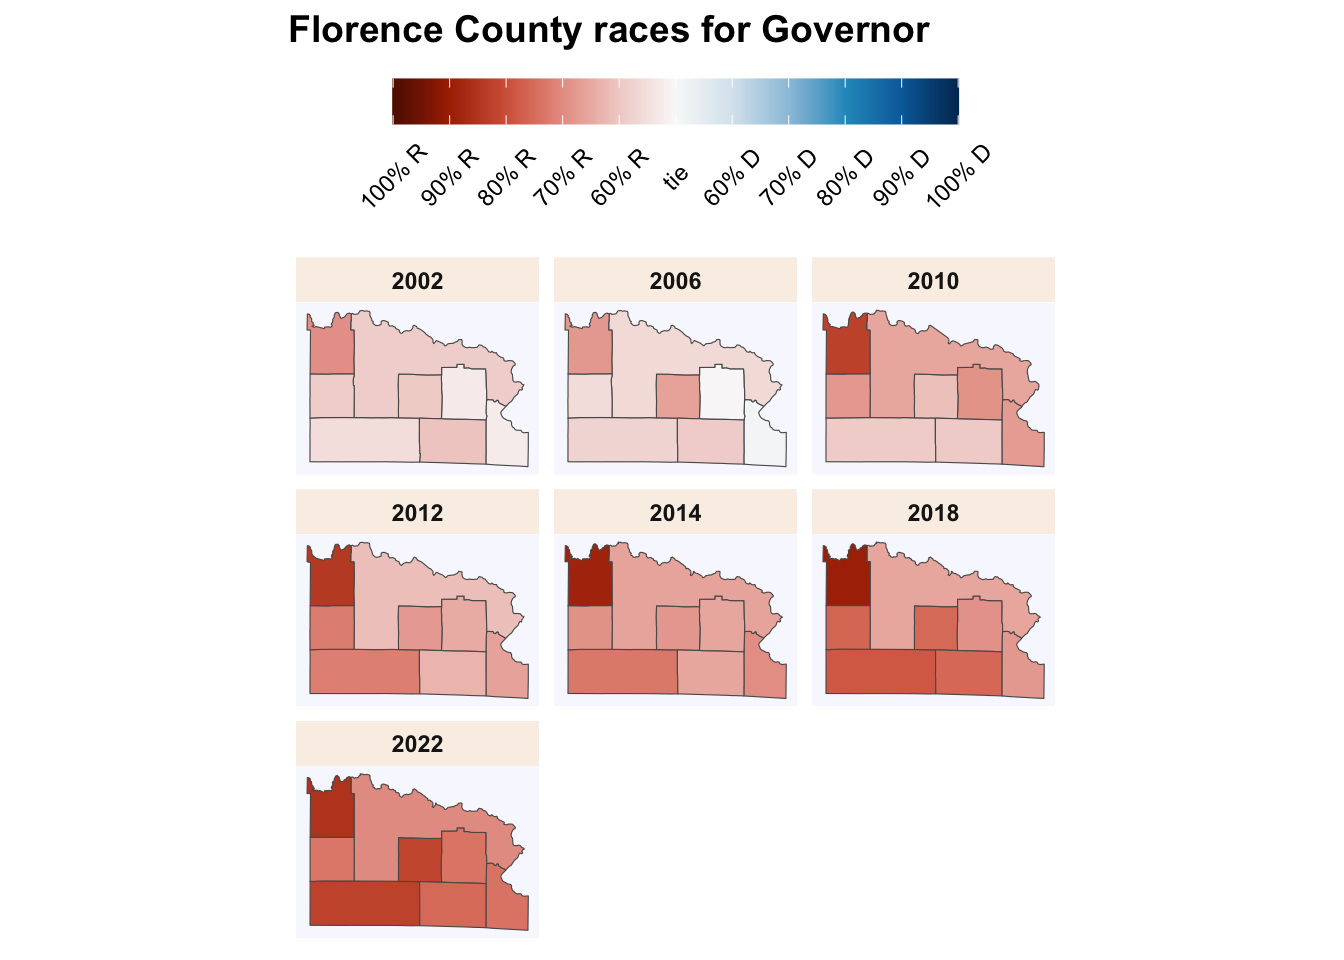 Florence County races for Governor
100% R
90% R
80% R
70% R
60% R
tie
60% D
70% D
80% D
90% D
100% D
2002
2006
2010
2012
2014
2018
2022